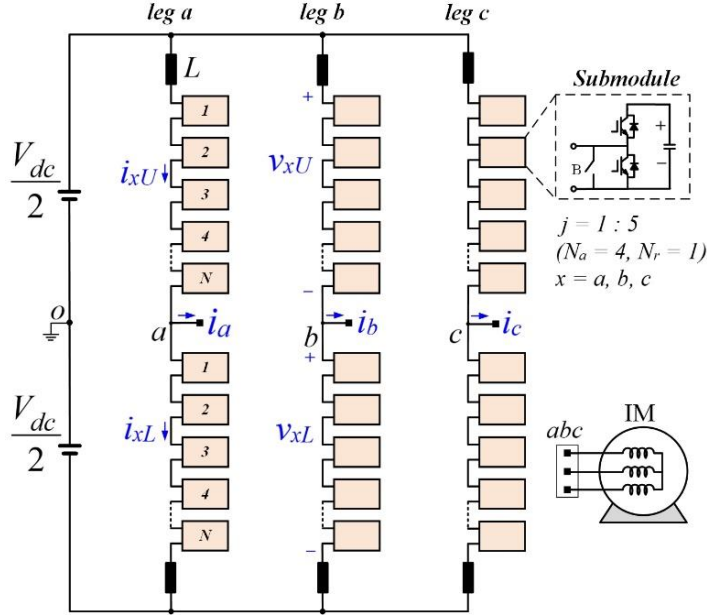 leg a
leg b
leg c
L
Submodule
B
+
−
V_dc
2
i_xU
v_xU
+
−
1
2
3
4
N
j = 1 : 5
(N_a = 4, N_r = 1)
x = a, b, c
o
a
i_a
b
i_b
c
i_c
V_dc
2
i_xL
v_xL
+
−
1
2
3
4
N
abc
IM